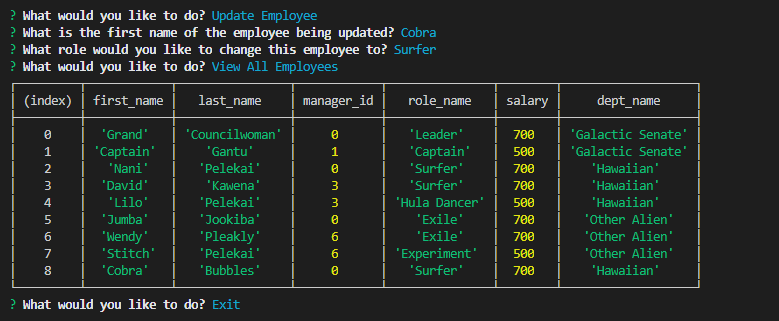 ? What would you like to do? Update Employee
? What is the first name of the employee being updated? Cobra
? What role would you like to change this employee to? Surfer
? What would you like to do? View All Employees
(index) first_name last_name manager_id role_name salary dept_name
0 'Grand' 'Councilwoman' 0 'Leader' 700 'Galactic Senate'
1 'Captain' 'Gantu' 1 'Captain' 500 'Galactic Senate'
2 'Nani' 'Pelekai' 0 'Surfer' 700 'Hawaiian'
3 'David' 'Kawena' 3 'Surfer' 700 'Hawaiian'
4 'Lilo' 'Pelekai' 3 'Hula Dancer' 500 'Hawaiian'
5 'Jumba' 'Jookiba' 0 'Exile' 700 'Other Alien'
6 'Wendy' 'Pleakly' 6 'Exile' 700 'Other Alien'
7 'Stitch' 'Pelekai' 6 'Experiment' 500 'Other Alien'
8 'Cobra' 'Bubbles' 0 'Surfer' 700 'Hawaiian'
? What would you like to do? Exit